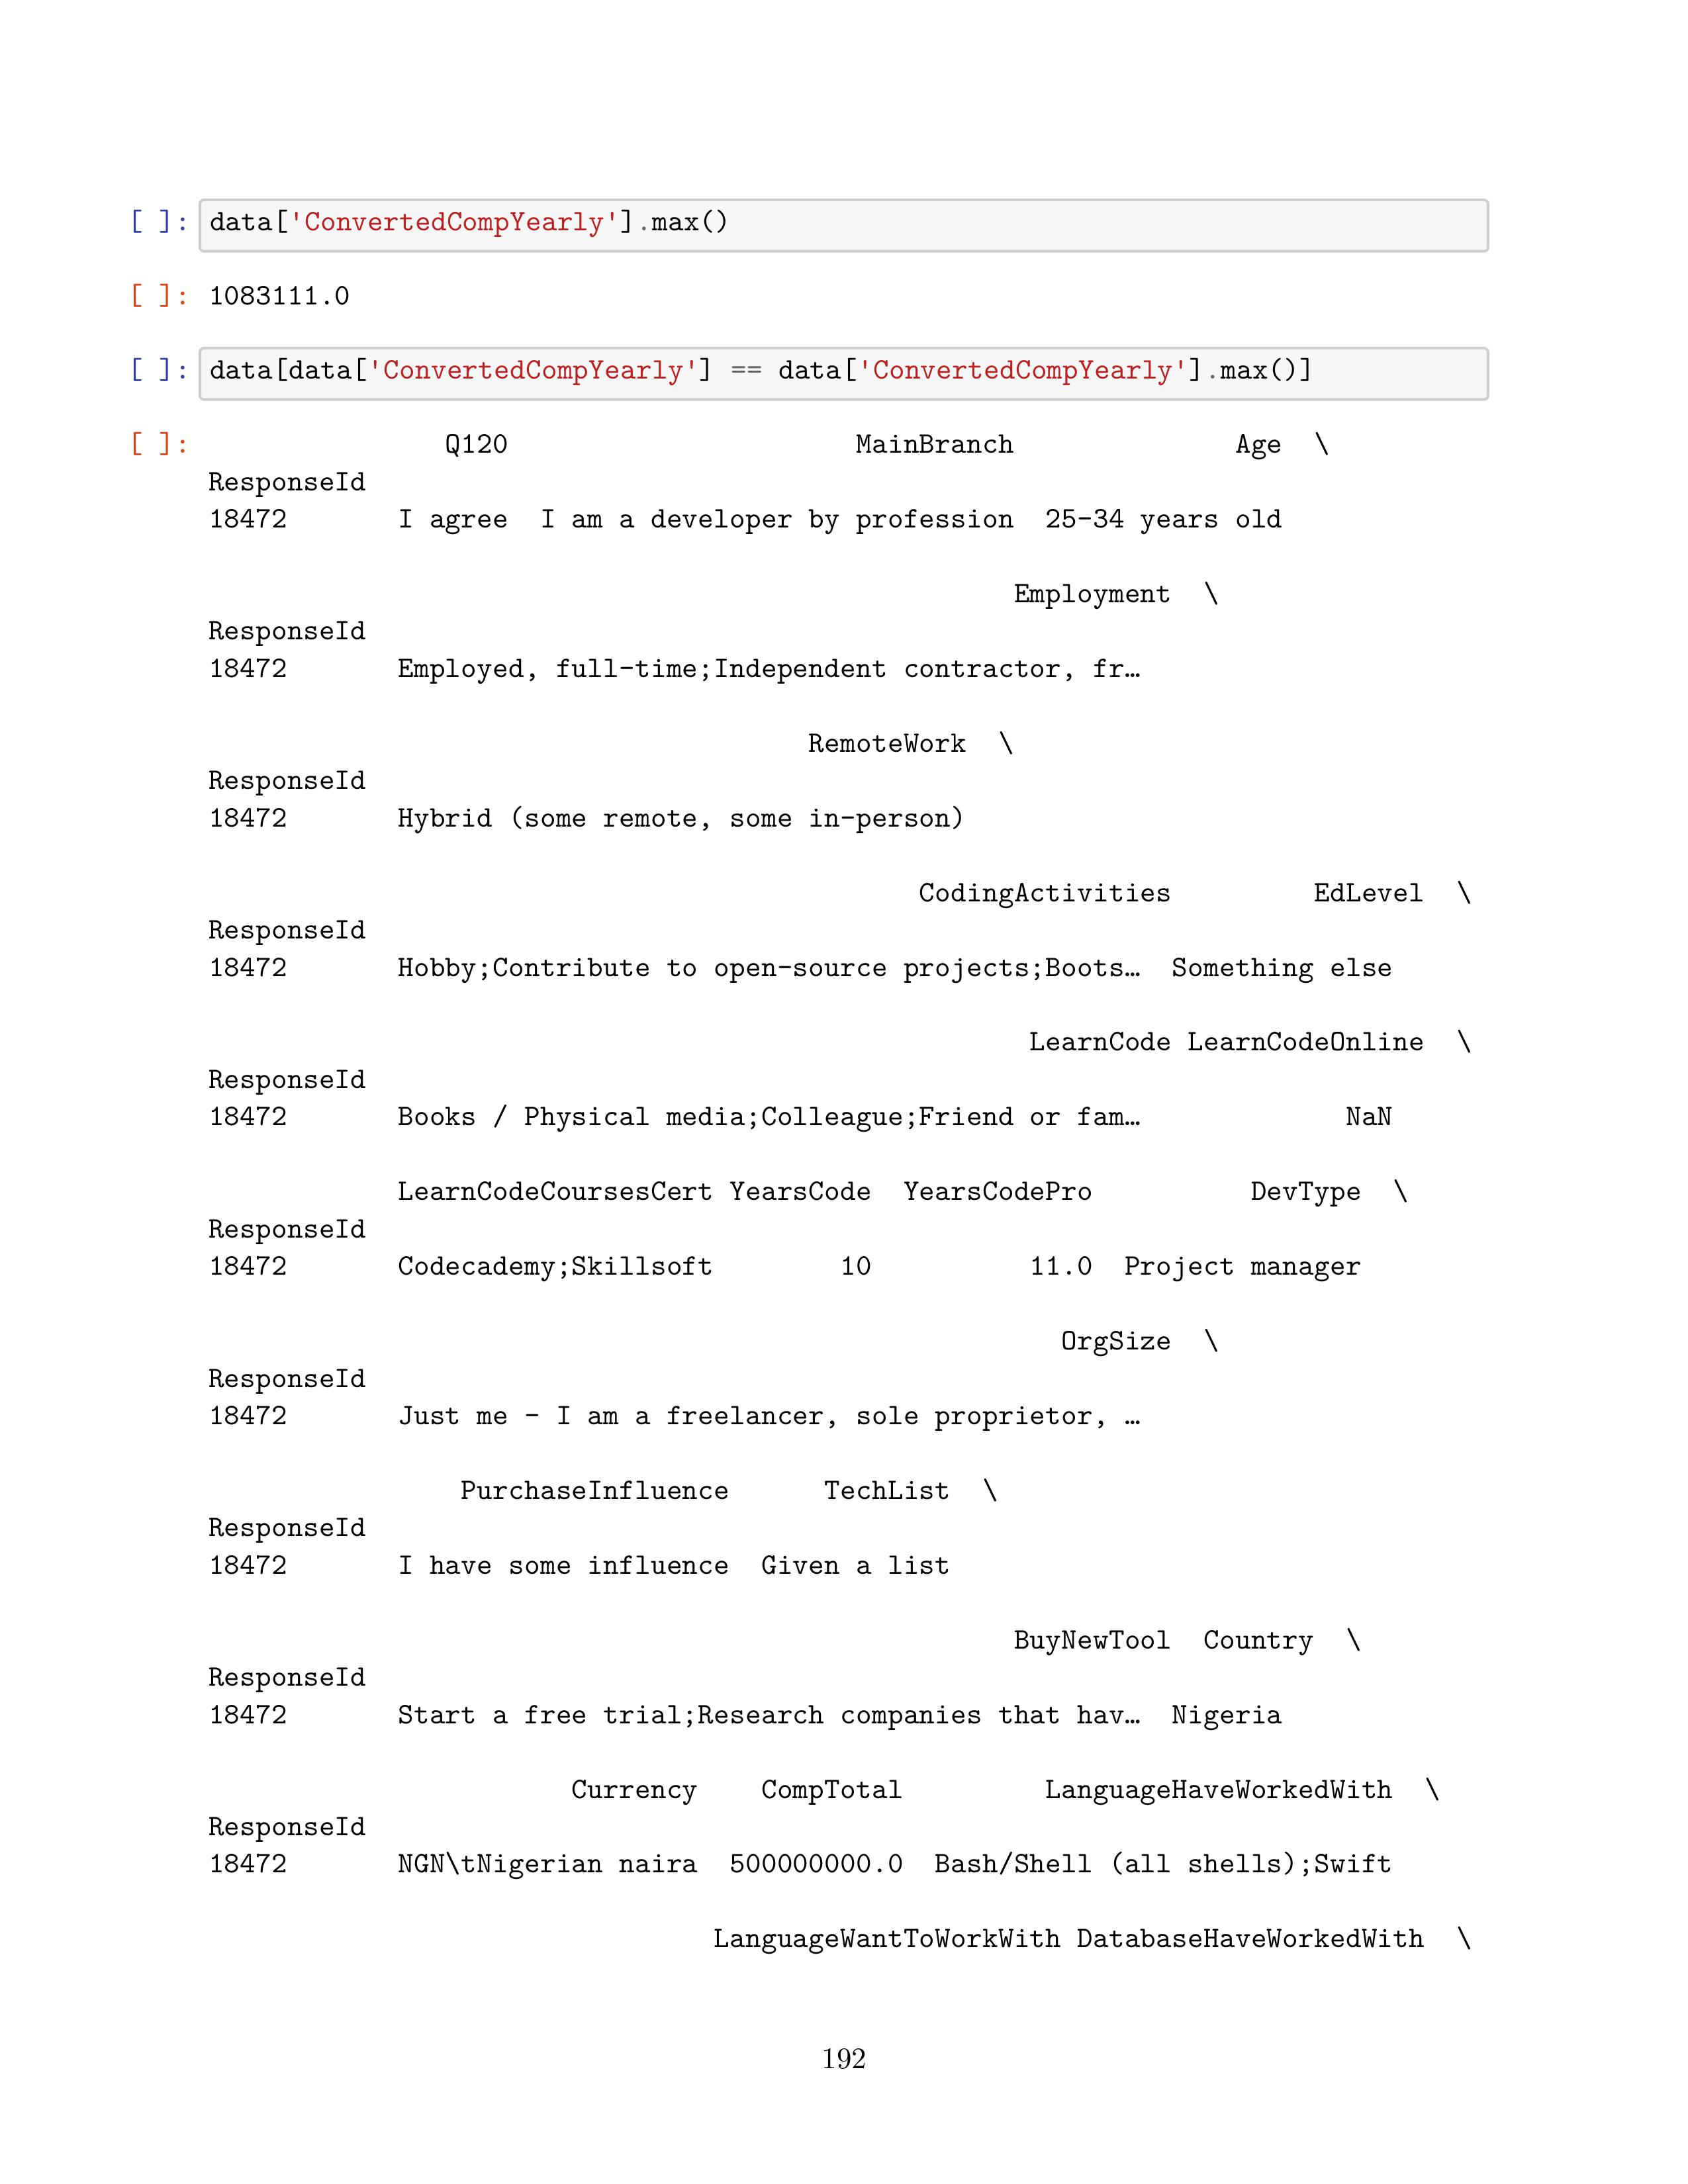 [ ]: data['ConvertedCompYearly'].max()
[ ]: 1083111.0
[ ]: data[data['ConvertedCompYearly'] == data['ConvertedCompYearly'].max()]
[ ]: Q120 MainBranch Age \
ResponseId
18472 I agree I am a developer by profession 25-34 years old
Employment \
ResponseId
18472 Employed, full-time;Independent contractor, fr…
RemoteWork \
ResponseId
18472 Hybrid (some remote, some in-person)
CodingActivities EdLevel \
ResponseId
18472 Hobby;Contribute to open-source projects;Boots… Something else
LearnCode LearnCodeOnline \
ResponseId
18472 Books / Physical media;Colleague;Friend or fam… NaN
LearnCodeCoursesCert YearsCode YearsCodePro DevType \
ResponseId
18472 Codecademy;Skillsoft 10 11.0 Project manager
OrgSize \
ResponseId
18472 Just me - I am a freelancer, sole proprietor, …
PurchaseInfluence TechList \
ResponseId
18472 I have some influence Given a list
BuyNewTool Country \
ResponseId
18472 Start a free trial;Research companies that hav… Nigeria
Currency CompTotal LanguageHaveWorkedWith \
ResponseId
18472 NGN\tNigerian naira 500000000.0 Bash/Shell (all shells);Swift
LanguageWantToWorkWith DatabaseHaveWorkedWith \
192